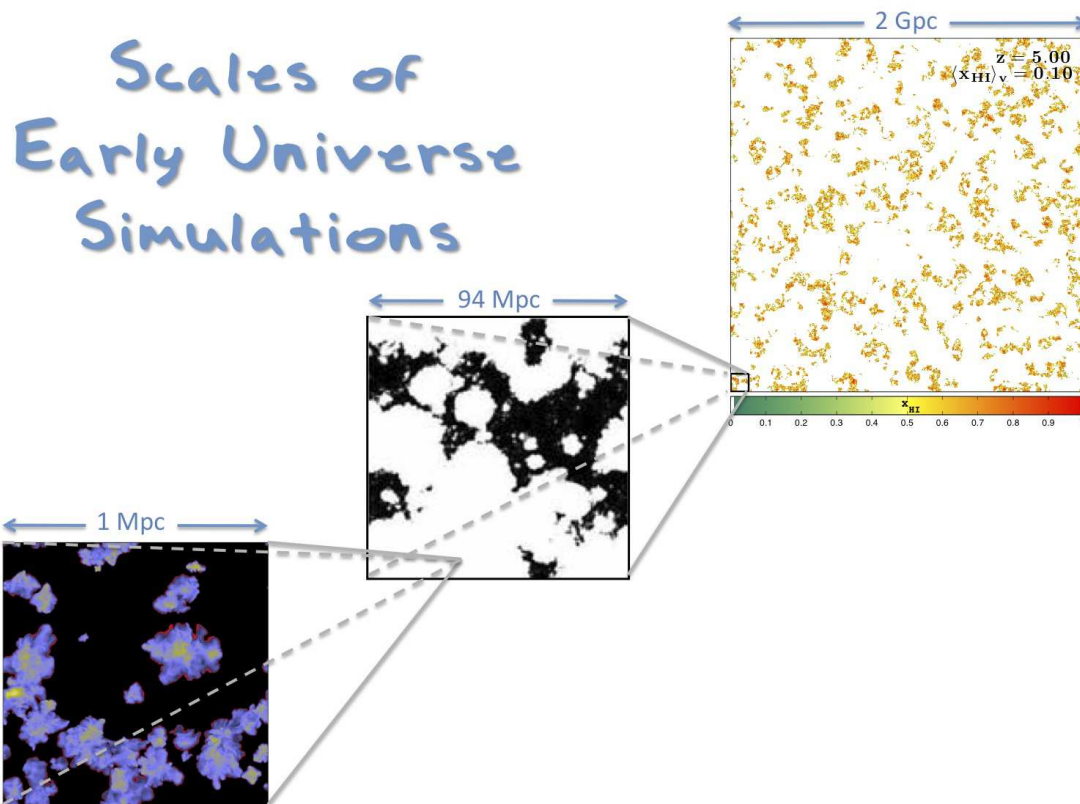 Scales of
Early Universe
Simulations
2 Gpc
z = 5.00
⟨x_HI⟩_v = 0.10
x_HI
0 0.1 0.2 0.3 0.4 0.5 0.6 0.7 0.8 0.9
94 Mpc
1 Mpc